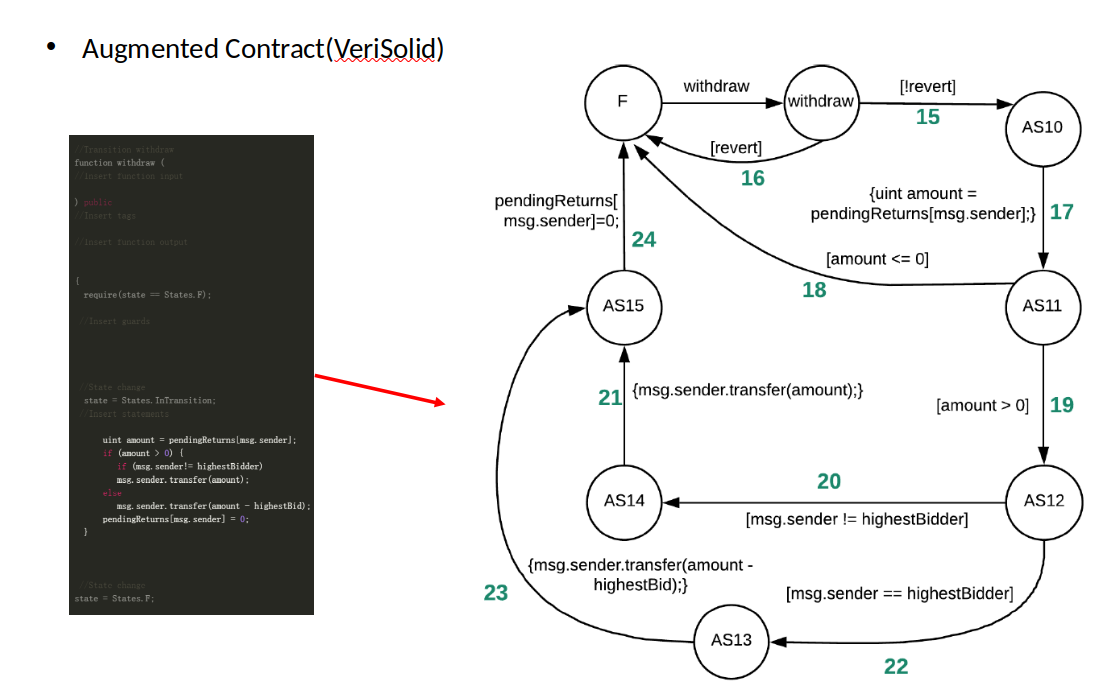 • Augmented Contract(VeriSolid)
//Transition withdraw
function withdraw (
//Insert function input
) public
//Insert tags
//Insert function output
{
require(state == States.F);
//Insert guards
//State change
state = States.InTransition;
//Insert statements
uint amount = pendingReturns[msg.sender];
if (amount > 0) {
if (msg.sender!= highestBidder)
msg.sender.transfer(amount);
else
msg.sender.transfer(amount - highestBid);
pendingReturns[msg.sender] = 0;
}
//State change
state = States.F;
F
withdraw
withdraw
[!revert]
15
AS10
[revert]
16
{uint amount =
pendingReturns[msg.sender];}
17
pendingReturns[
msg.sender]=0;
24
[amount <= 0]
18
AS15
AS11
21
{msg.sender.transfer(amount);}
[amount > 0]
19
20
AS14
AS12
[msg.sender != highestBidder]
23
{msg.sender.transfer(amount -
highestBid);}
[msg.sender == highestBidder]
AS13
22